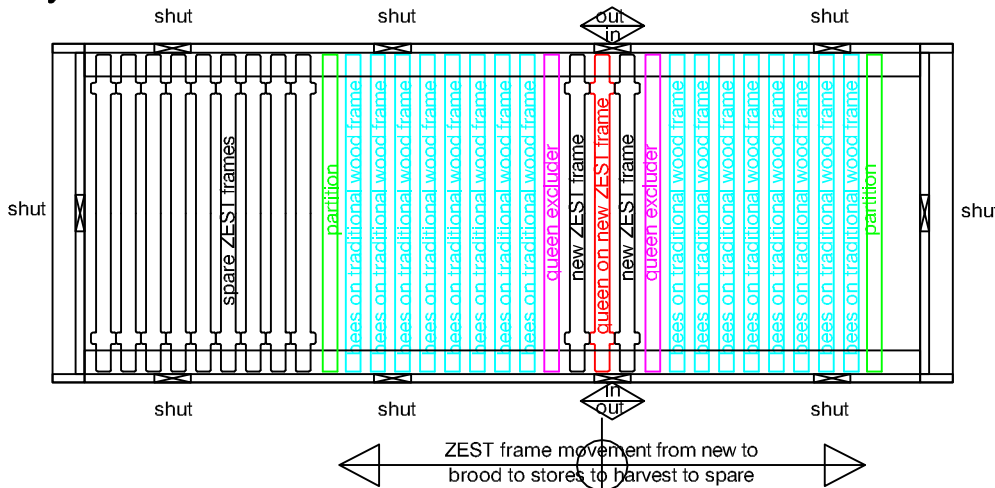 shut
shut
out
in
shut
shut
spare ZEST frames
partition
bees on traditional wood frame
bees on traditional wood frame
bees on traditional wood frame
bees on traditional wood frame
bees on traditional wood frame
bees on traditional wood frame
bees on traditional wood frame
bees on traditional wood frame
queen excluder
new ZEST frame
queen on new ZEST frame
new ZEST frame
queen excluder
bees on traditional wood frame
bees on traditional wood frame
bees on traditional wood frame
bees on traditional wood frame
bees on traditional wood frame
bees on traditional wood frame
bees on traditional wood frame
bees on traditional wood frame
partition
shut
shut
shut
in
out
shut
ZEST frame movement from new to
brood to stores to harvest to spare